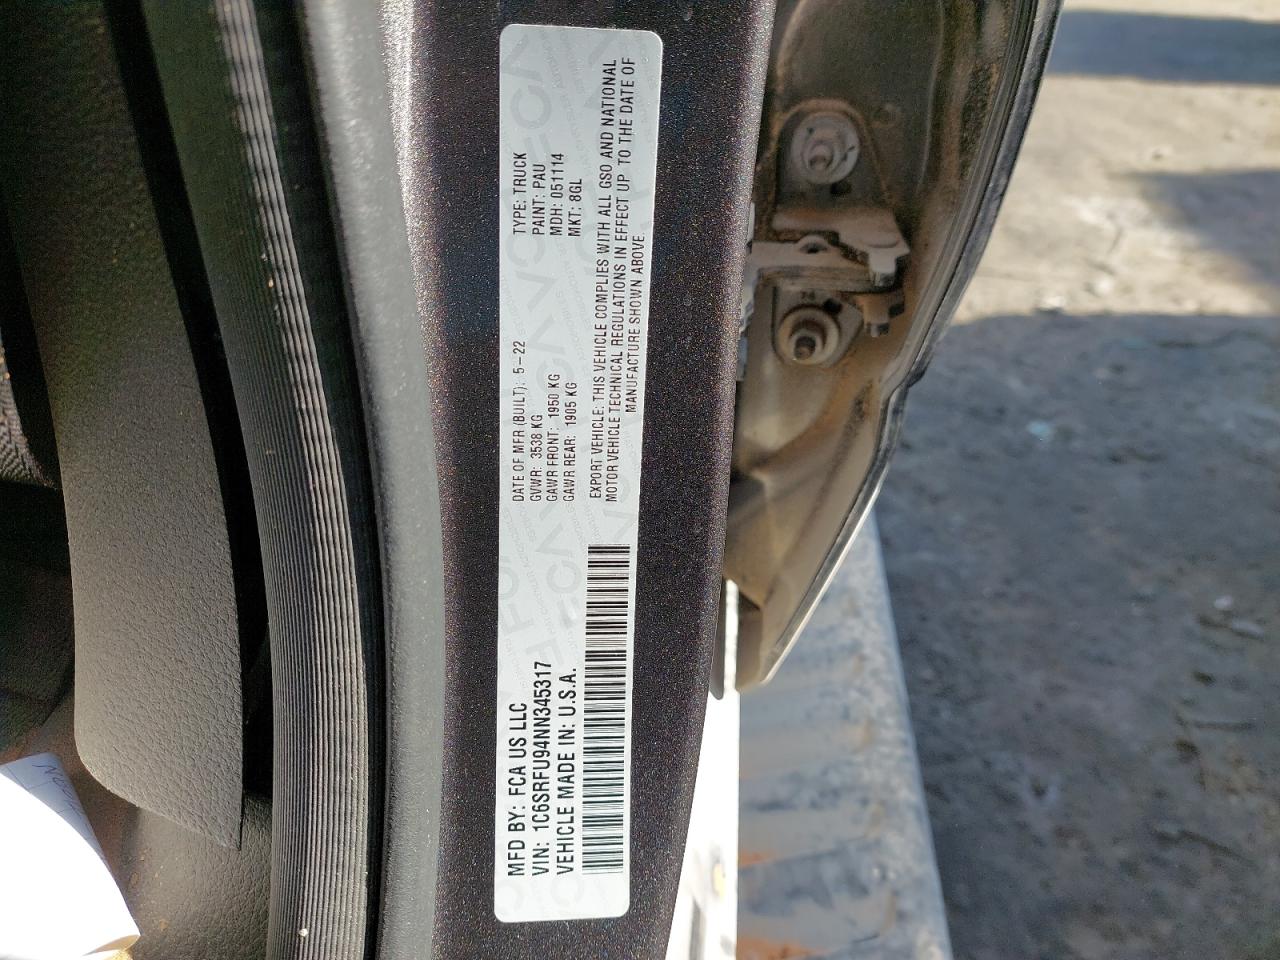 MFD BY: FCA US LLC
VIN: 1C6SRFU94NN345317
VEHICLE MADE IN: U.S.A.
DATE OF MFR (BUILT): 5-22
GVWR: 3538 KG
GAWR FRONT: 1950 KG
GAWR REAR: 1905 KG
TYPE: TRUCK
PAINT: PAU
MDH: 051114
MKT: 8GL
EXPORT VEHICLE: THIS VEHICLE COMPLIES WITH ALL GSO AND NATIONAL
MOTOR VEHICLE TECHNICAL REGULATIONS IN EFFECT UP TO THE DATE OF
MANUFACTURE SHOWN ABOVE